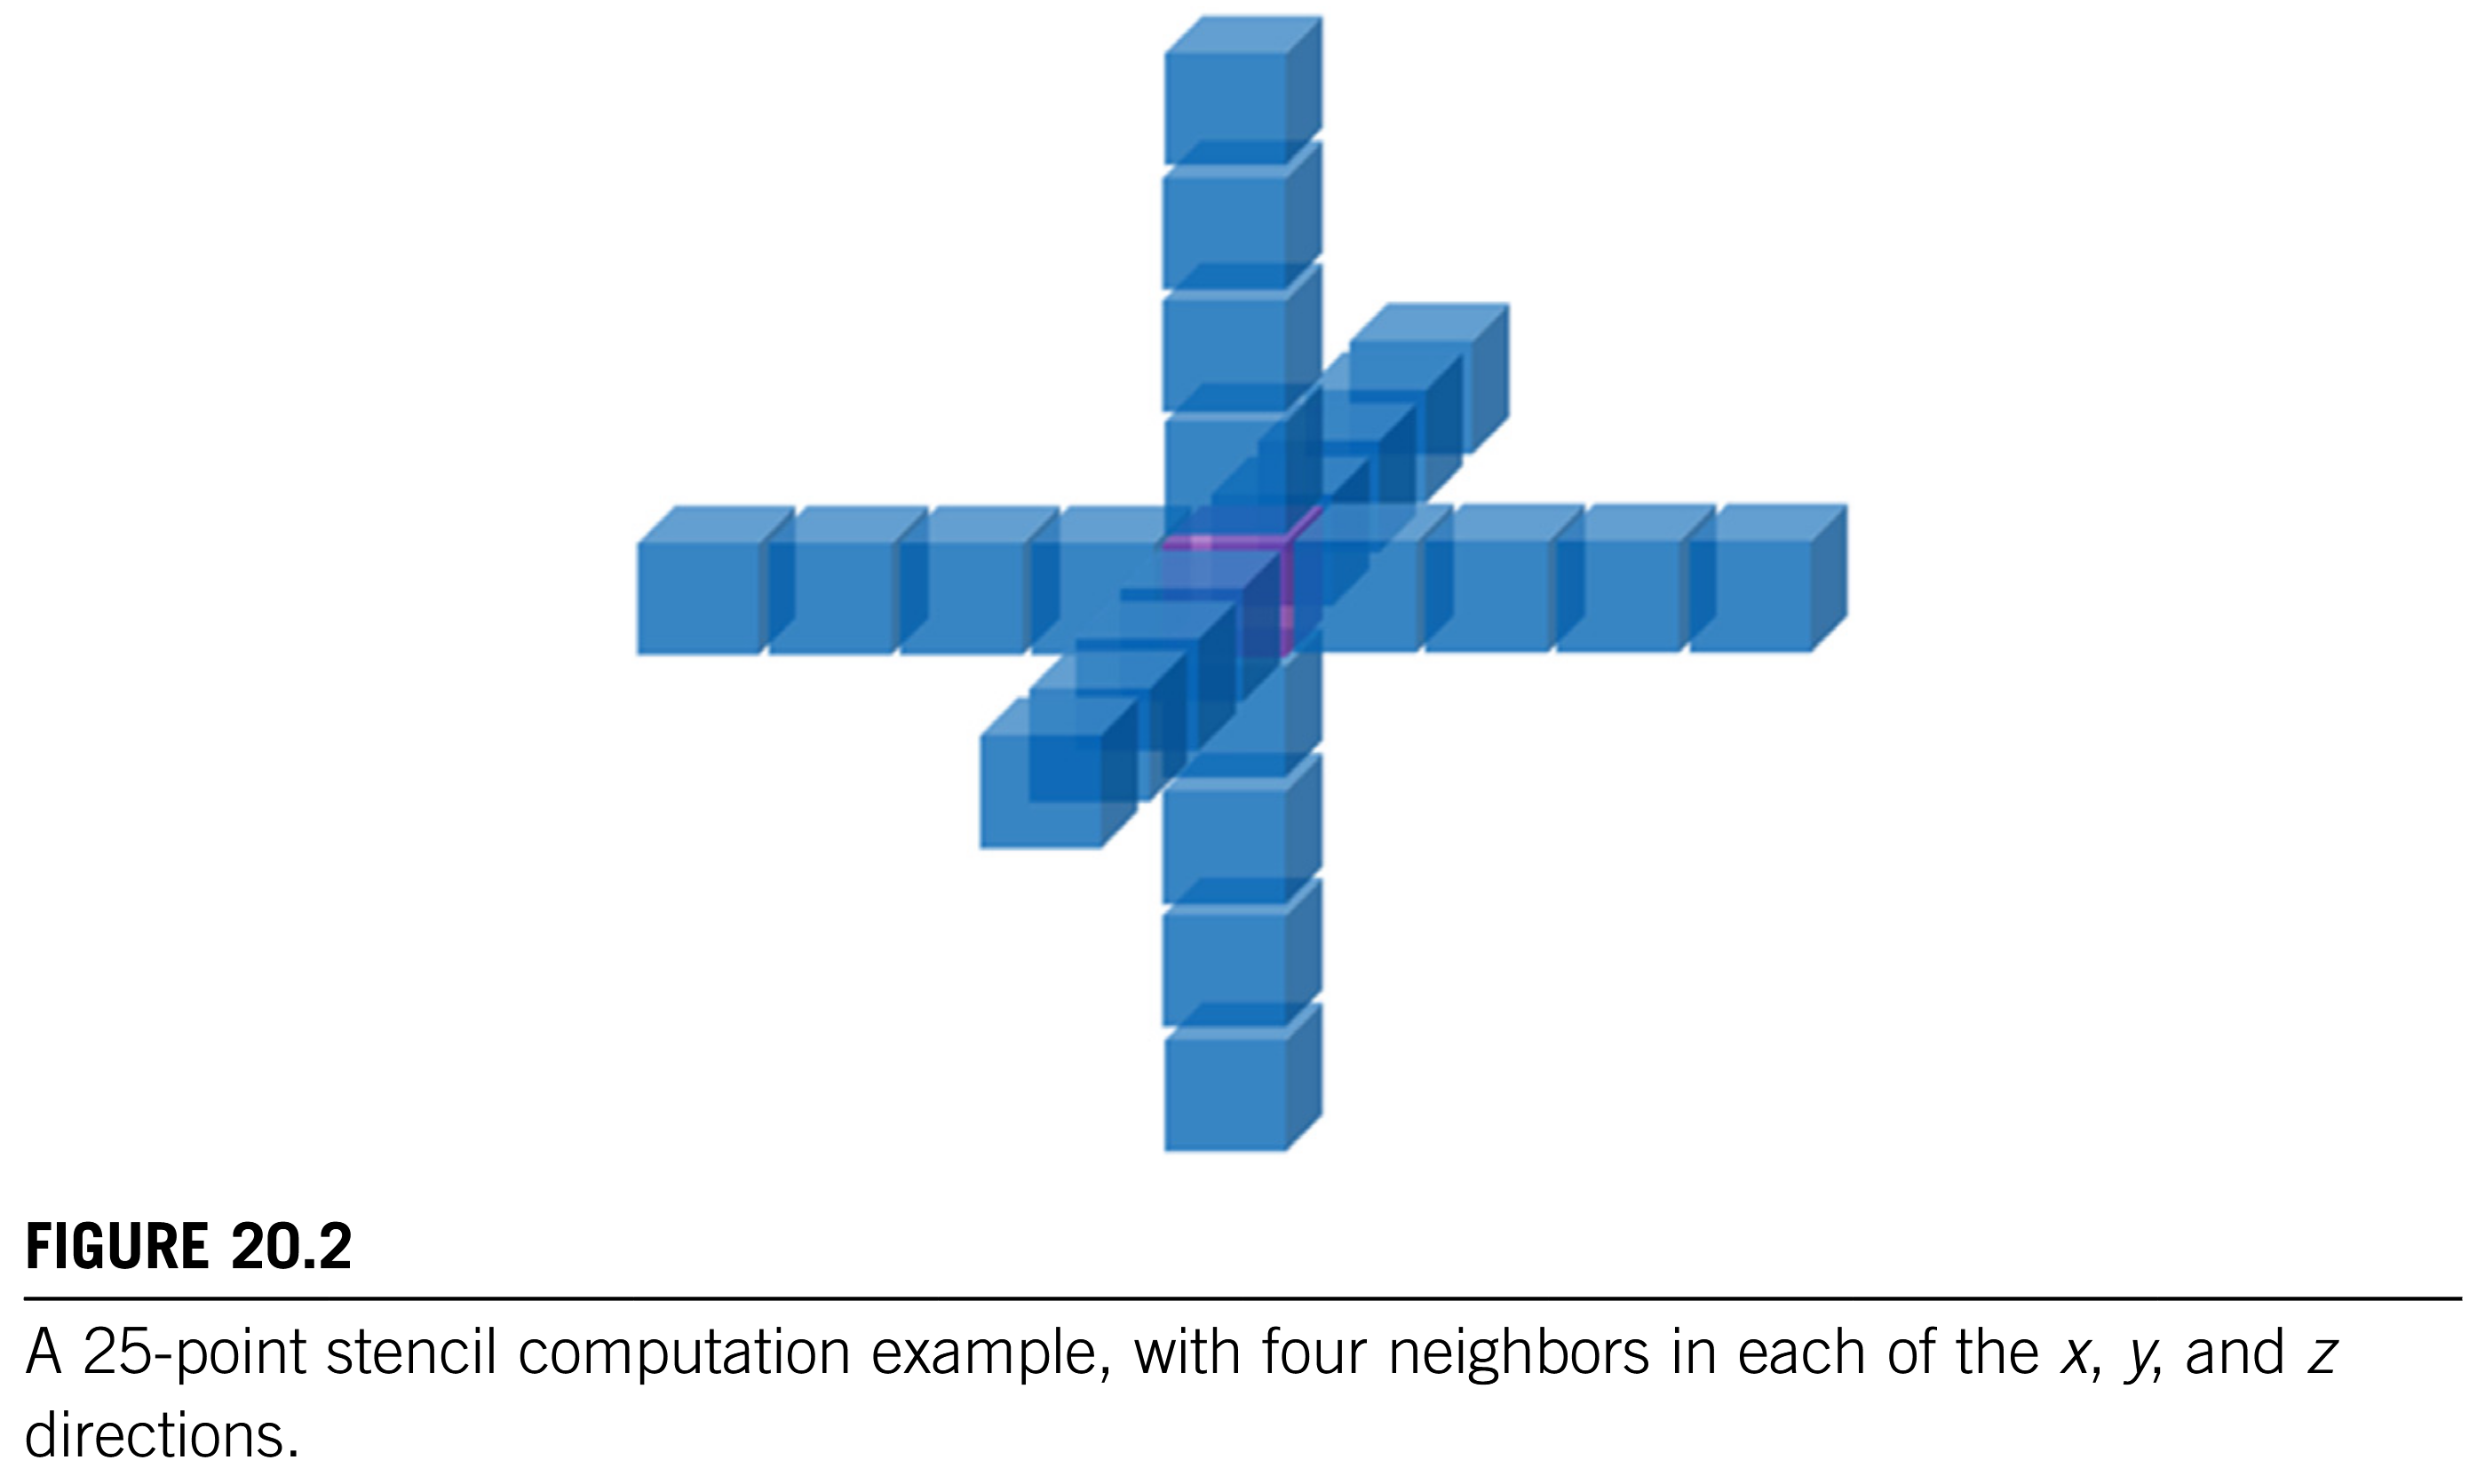 FIGURE 20.2
A 25-point stencil computation example, with four neighbors in each of the x, y, and z
directions.